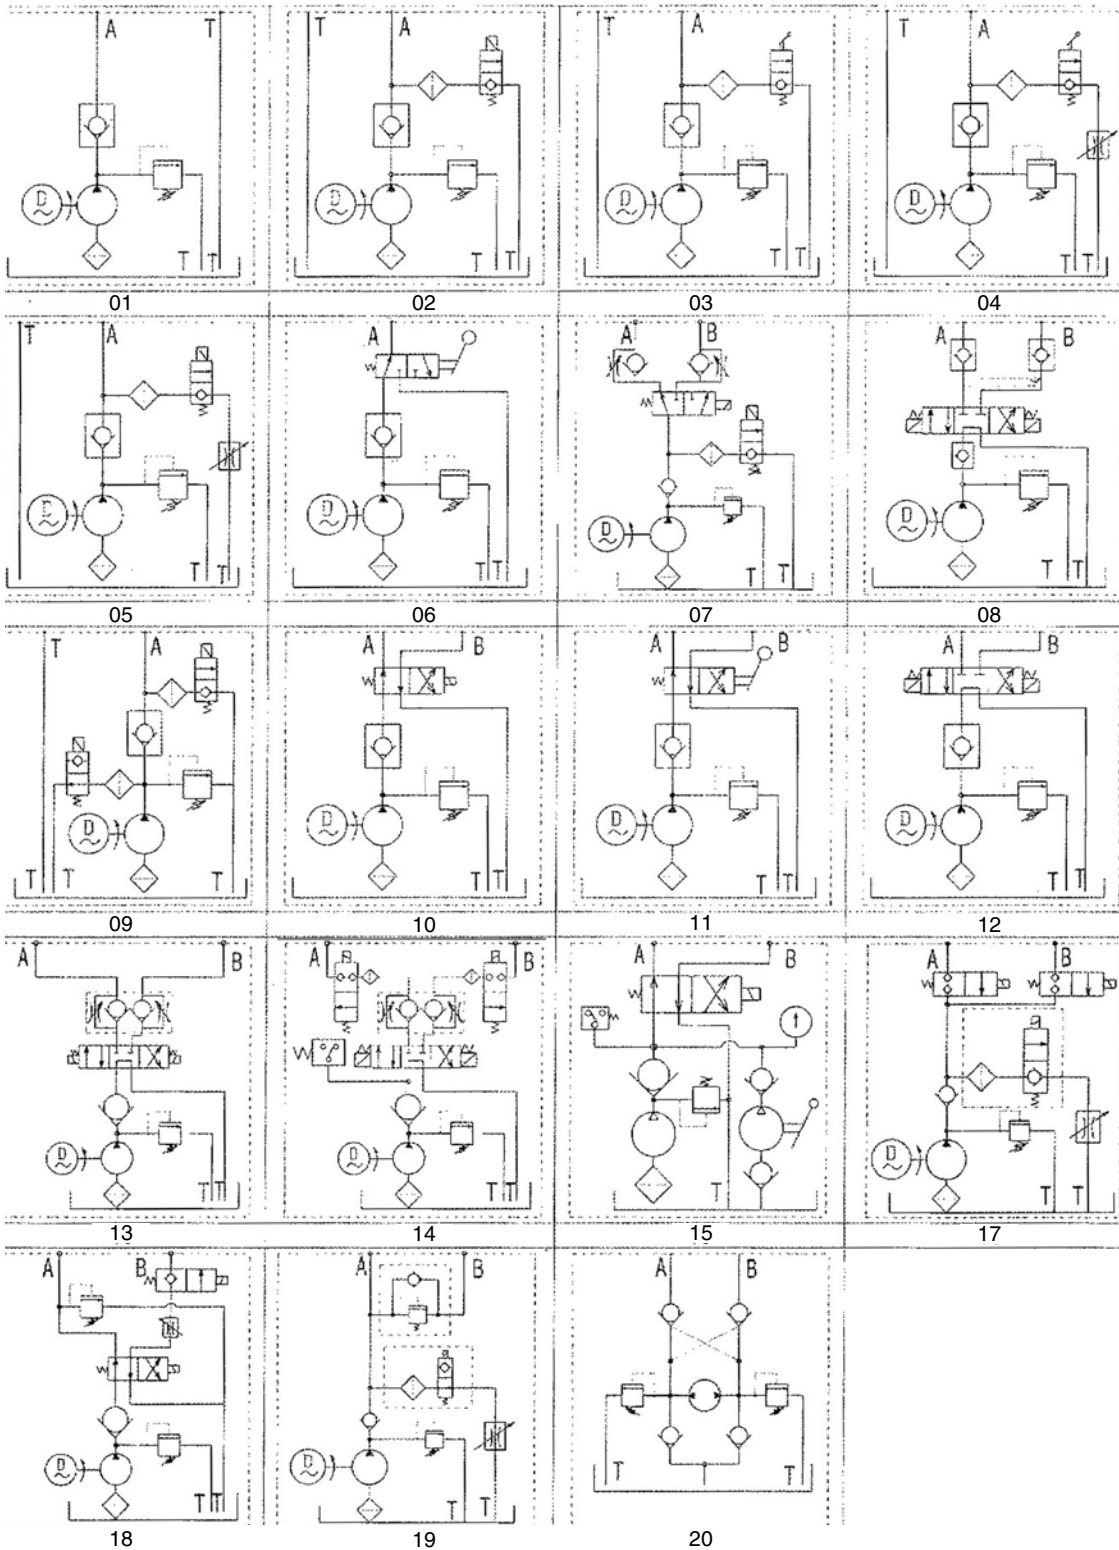 A T T A T A T A
D D D D
T T T T T T T T
01 02 03 04
T A A A B A B
D D D D
T T T T T T T T
05 06 07 08
T A A B A B A B
D D D D
T T T T T T T T T
09 10 11 12
A B A B A B A B
D D D
T T T T T T T
13 14 15 17
A B A B A B
D D
T T T T T T
18 19 20